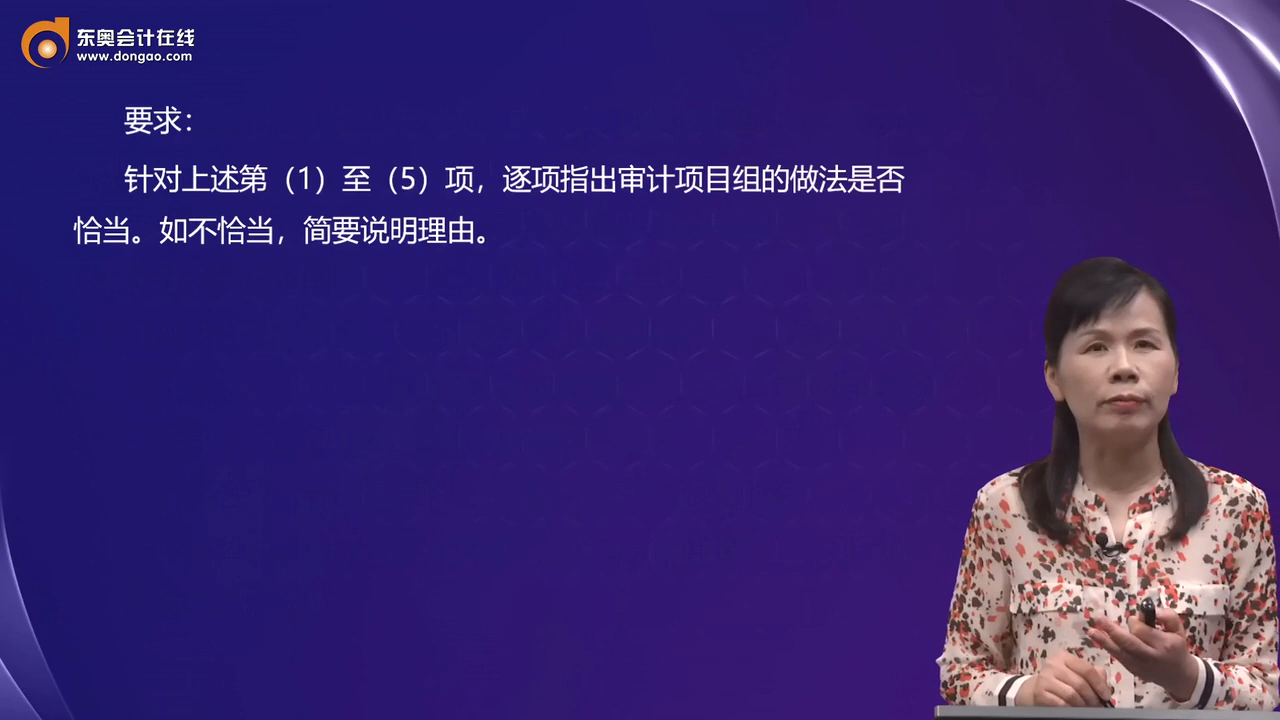 东奥会计在线
www.dongao.com
要求：
针对上述第（1）至（5）项，逐项指出审计项目组的做法是否
恰当。如不恰当，简要说明理由。